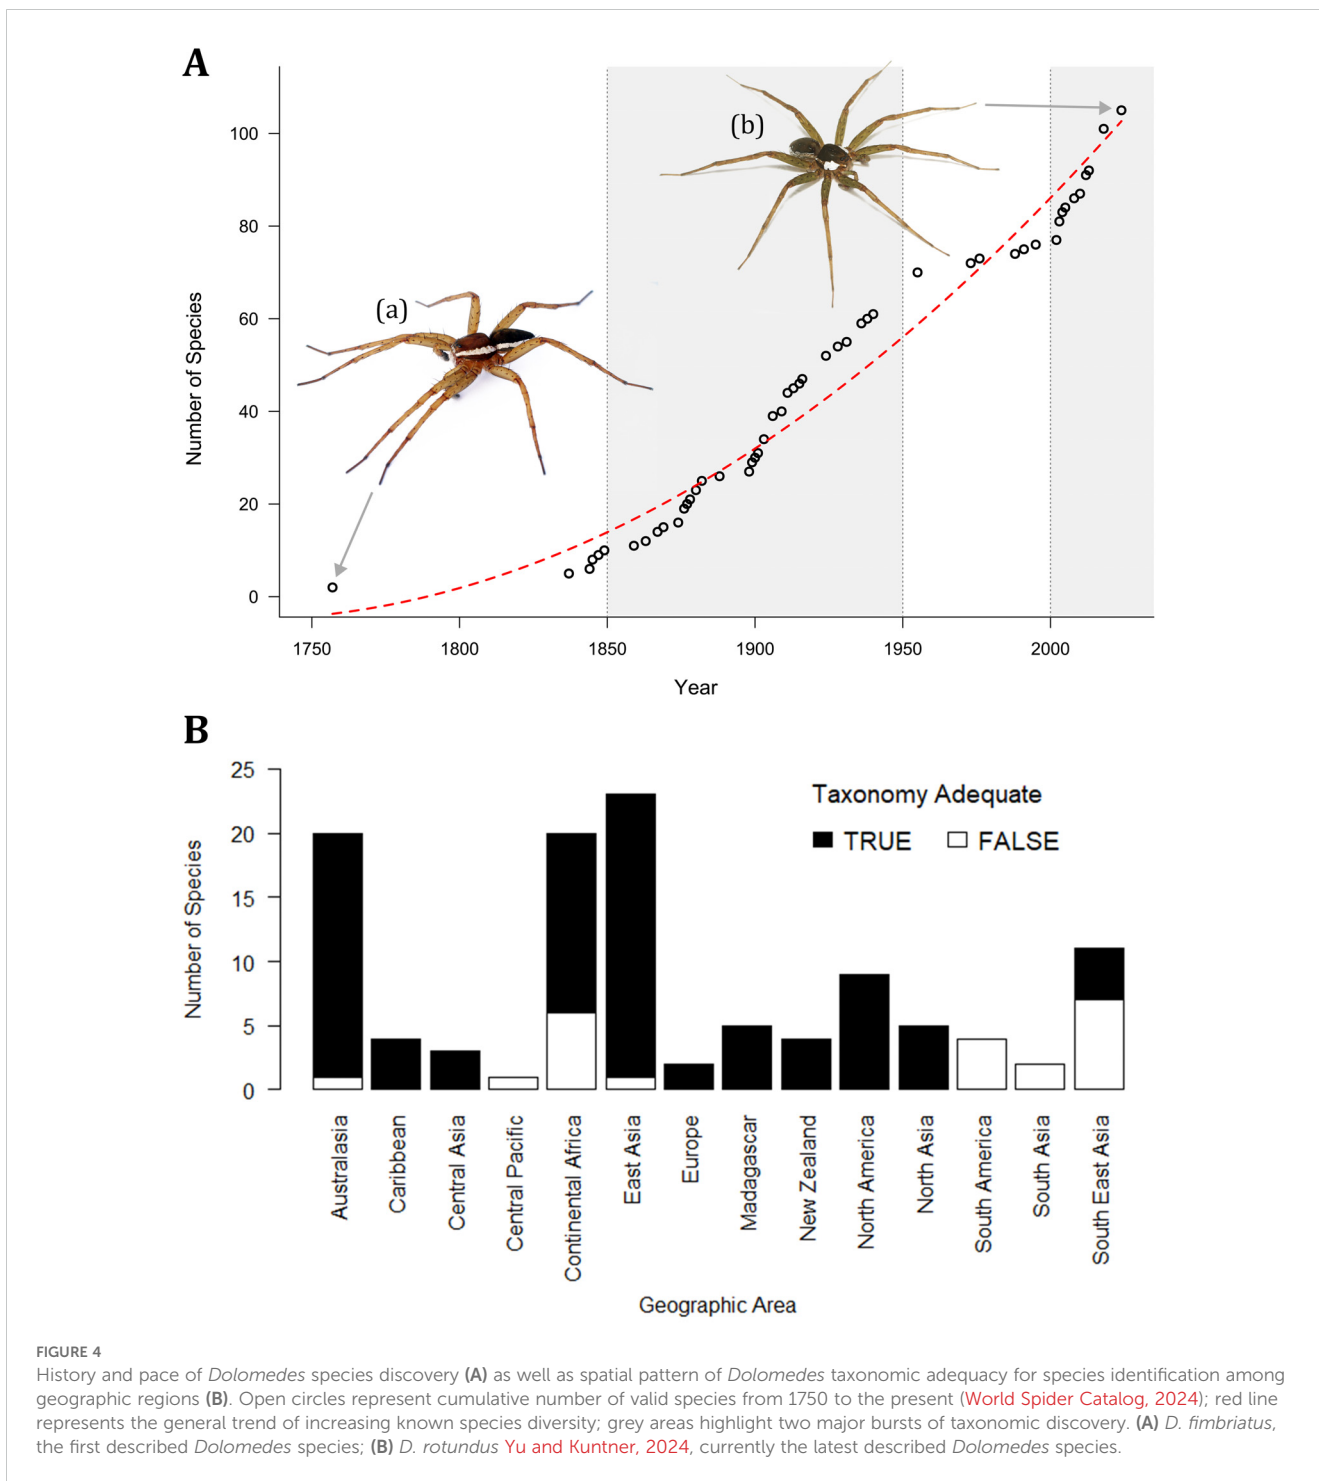 A
(a)
(b)
100
80
60
40
20
0
Number of Species
1750 1800 1850 1900 1950 2000
Year
B
25
20
15
10
5
0
Number of Species
Taxonomy Adequate
TRUE FALSE
Australasia
Caribbean
Central Asia
Central Pacific
Continental Africa
East Asia
Europe
Madagascar
New Zealand
North America
North Asia
South America
South Asia
South East Asia
Geographic Area
FIGURE 4
History and pace of Dolomedes species discovery (A) as well as spatial pattern of Dolomedes taxonomic adequacy for species identification among
geographic regions (B). Open circles represent cumulative number of valid species from 1750 to the present (World Spider Catalog, 2024); red line
represents the general trend of increasing known species diversity; grey areas highlight two major bursts of taxonomic discovery. (A) D. fimbriatus,
the first described Dolomedes species; (B) D. rotundus Yu and Kuntner, 2024, currently the latest described Dolomedes species.